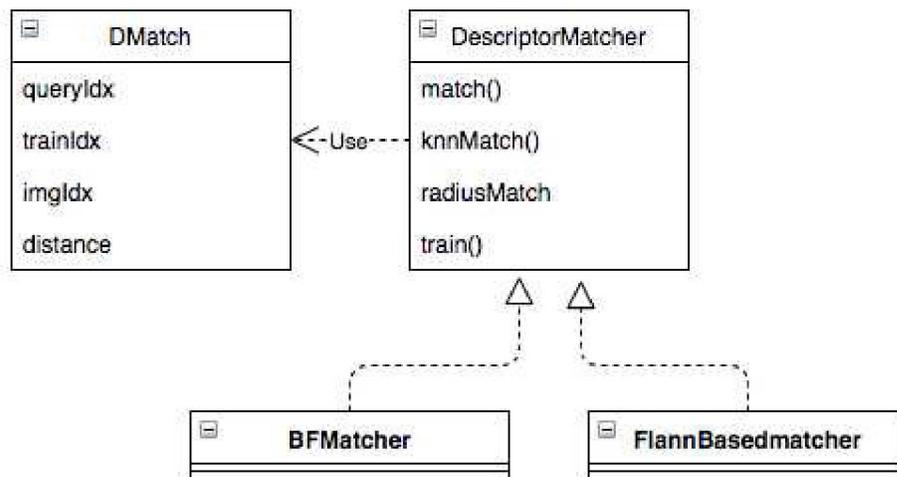 DMatch
queryIdx
trainIdx
imgIdx
distance
Use
DescriptorMatcher
match()
knnMatch()
radiusMatch
train()
BFMatcher
FlannBasedmatcher